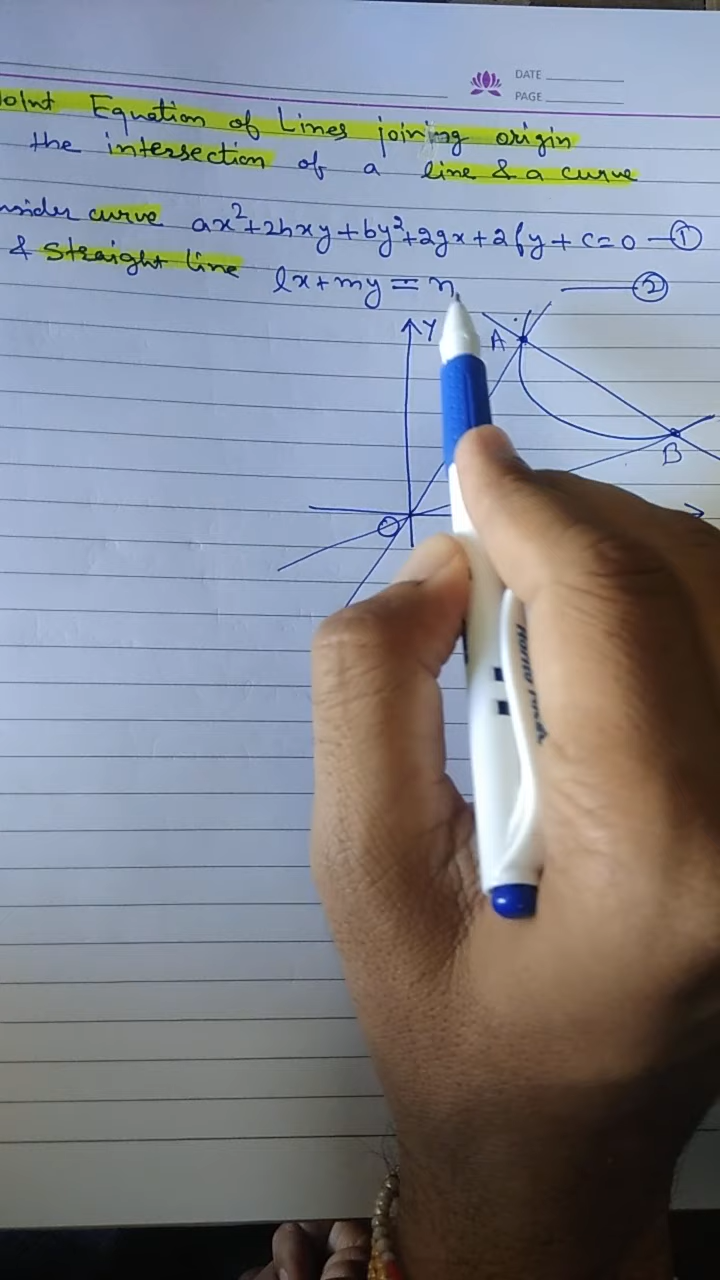 DATE
PAGE
Equation of Lines joining origin
the intersection of a line & a curve
curve ax²+2hxy+by²+2gx+2fy+c=0 —①
& Straight line lx+my=n —②
Y
A
B
O